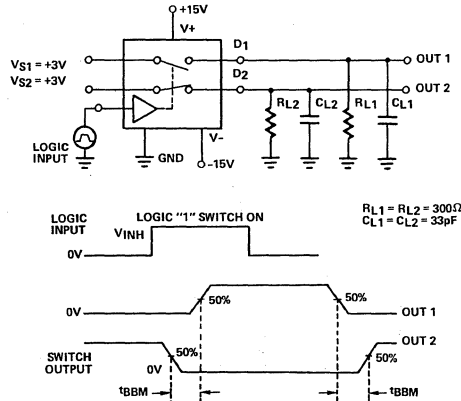 +15V
V+
VS1 = +3V
VS2 = +3V
D1
D2
OUT 1
OUT 2
RL2
CL2
RL1
CL1
LOGIC
INPUT
GND
V-
-15V
RL1 = RL2 = 300Ω
CL1 = CL2 = 33pF
LOGIC "1" SWITCH ON
LOGIC
INPUT
VINH
0V
50%
50%
0V
OUT 1
OUT 2
SWITCH
OUTPUT
50%
50%
0V
tBBM
tBBM